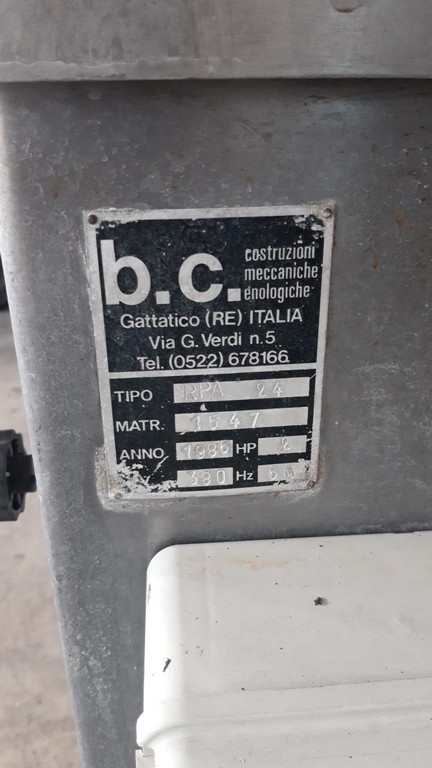 b.c. costruzioni
meccaniche
enologiche
Gattatico (RE) ITALIA
Via G. Verdi n.5
Tel. (0522) 678166
TIPO RPA 24
MATR. 1547
ANNO HP 2
V 380 Hz